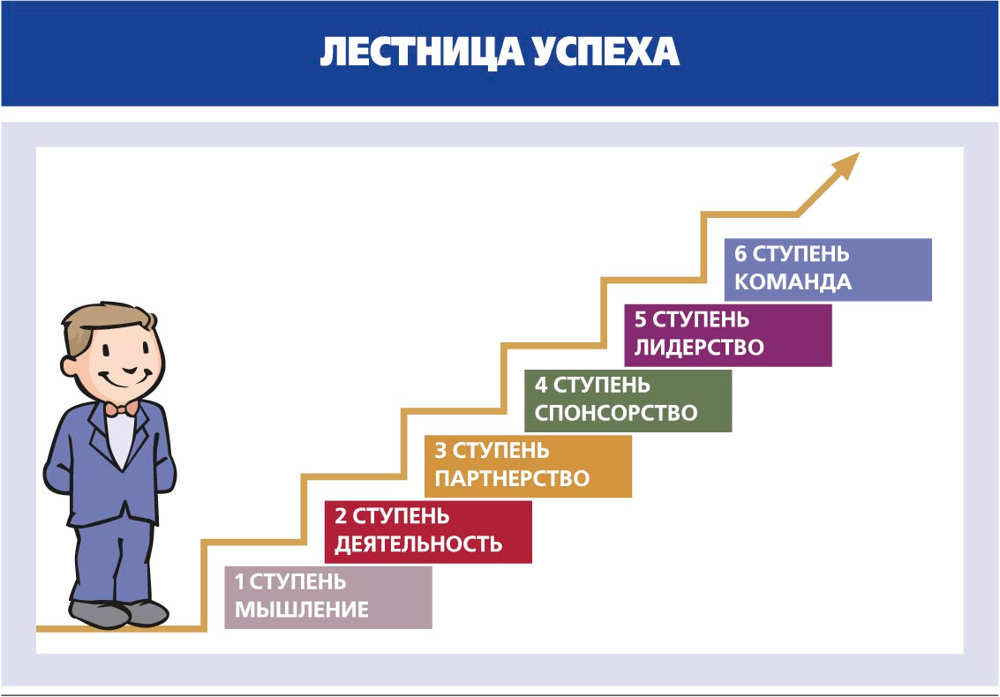 ЛЕСТНИЦА УСПЕХА
6 СТУПЕНЬ
КОМАНДА
5 СТУПЕНЬ
ЛИДЕРСТВО
4 СТУПЕНЬ
СПОНСОРСТВО
3 СТУПЕНЬ
ПАРТНЕРСТВО
2 СТУПЕНЬ
ДЕЯТЕЛЬНОСТЬ
1 СТУПЕНЬ
МЫШЛЕНИЕ